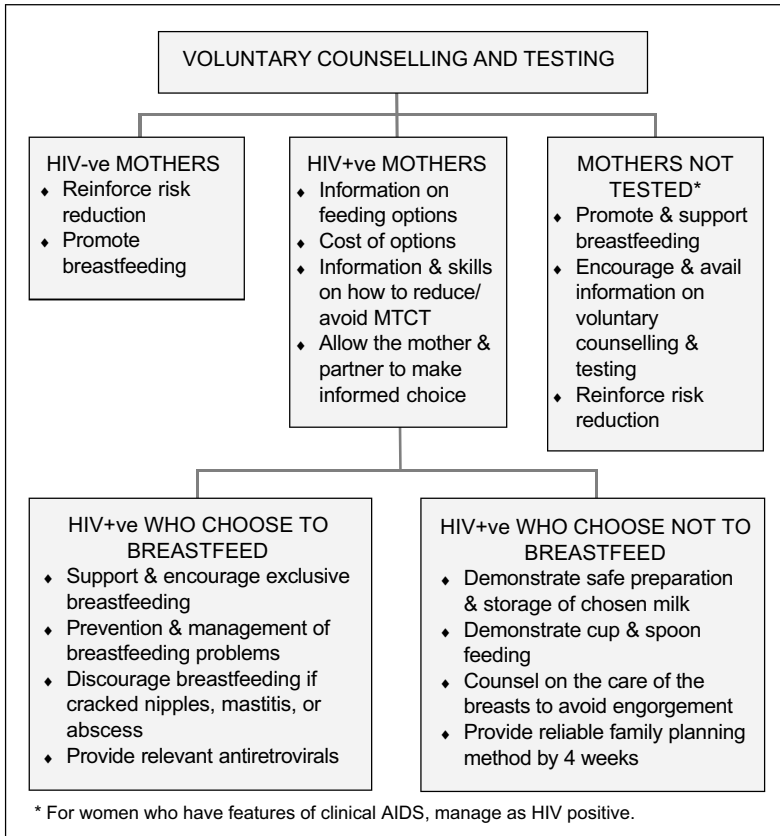 VOLUNTARY COUNSELLING AND TESTING
HIV-ve MOTHERS
♦ Reinforce risk
reduction
♦ Promote
breastfeeding
HIV+ve MOTHERS
♦ Information on
feeding options
♦ Cost of options
♦ Information & skills
on how to reduce/
avoid MTCT
♦ Allow the mother &
partner to make
informed choice
MOTHERS NOT
TESTED*
♦ Promote & support
breastfeeding
♦ Encourage & avail
information on
voluntary
counselling &
testing
♦ Reinforce risk
reduction
HIV+ve WHO CHOOSE TO
BREASTFEED
♦ Support & encourage exclusive
breastfeeding
♦ Prevention & management of
breastfeeding problems
♦ Discourage breastfeeding if
cracked nipples, mastitis, or
abscess
♦ Provide relevant antiretrovirals
HIV+ve WHO CHOOSE NOT TO
BREASTFEED
♦ Demonstrate safe preparation
& storage of chosen milk
♦ Demonstrate cup & spoon
feeding
♦ Counsel on the care of the
breasts to avoid engorgement
♦ Provide reliable family planning
method by 4 weeks
* For women who have features of clinical AIDS, manage as HIV positive.